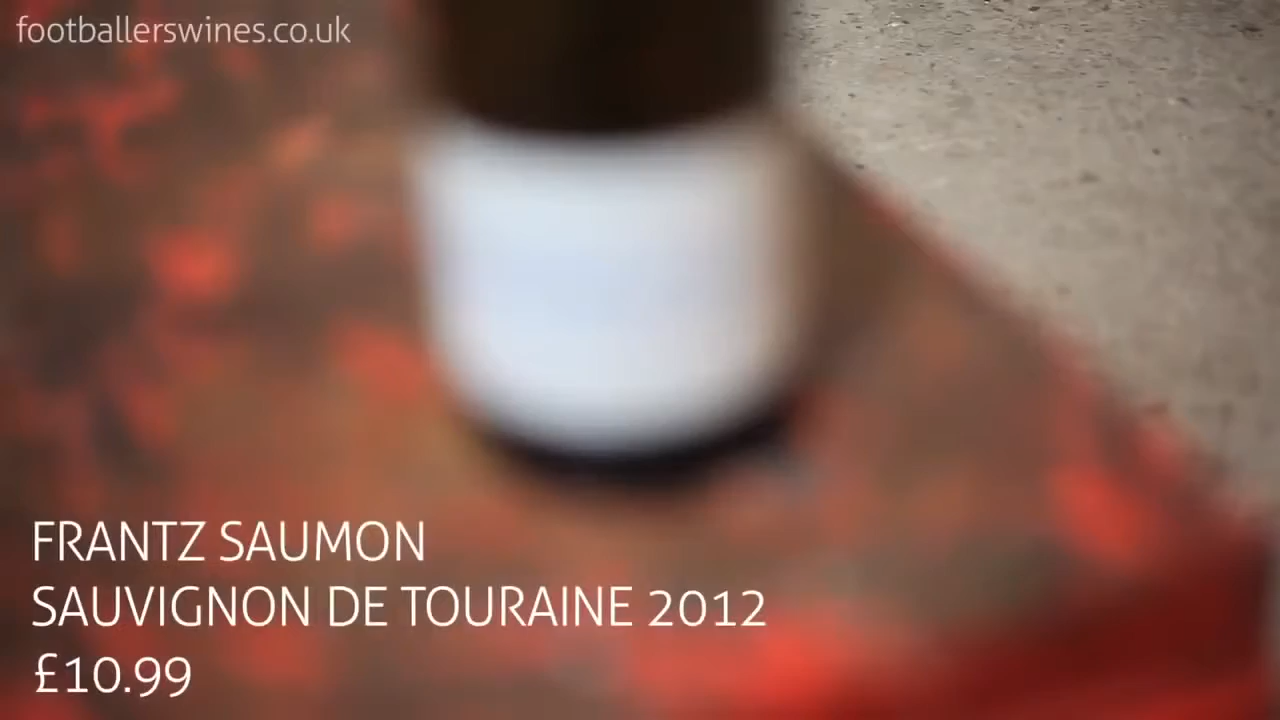 footballerswines.co.uk
FRANTZ SAUMON
SAUVIGNON DE TOURAINE 2012
£10.99